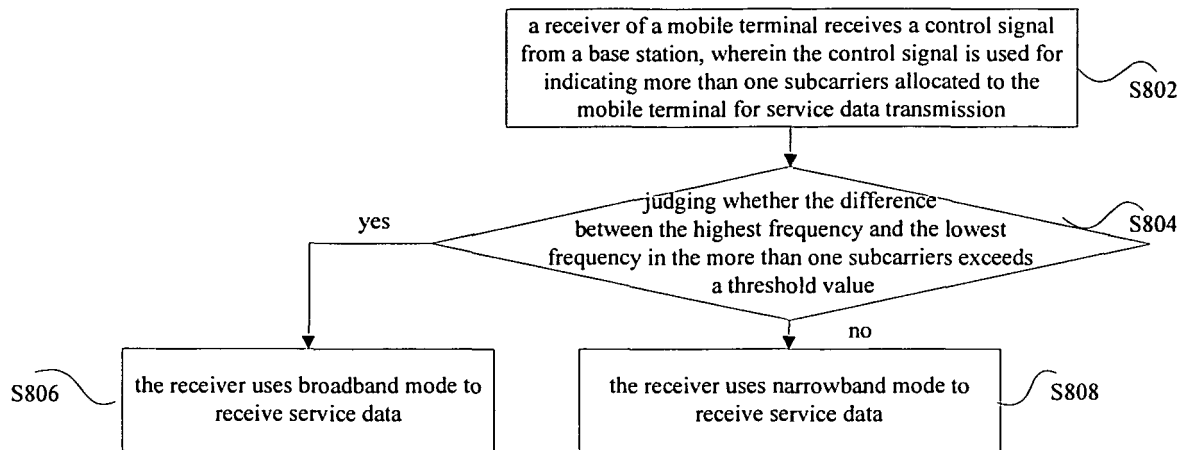 a receiver of a mobile terminal receives a control signal
from a base station, wherein the control signal is used for
indicating more than one subcarriers allocated to the
mobile terminal for service data transmission
S802
judging whether the difference
between the highest frequency and the lowest
frequency in the more than one subcarriers exceeds
a threshold value
S804
yes
no
the receiver uses broadband mode to
receive service data
S806
the receiver uses narrowband mode to
receive service data
S808